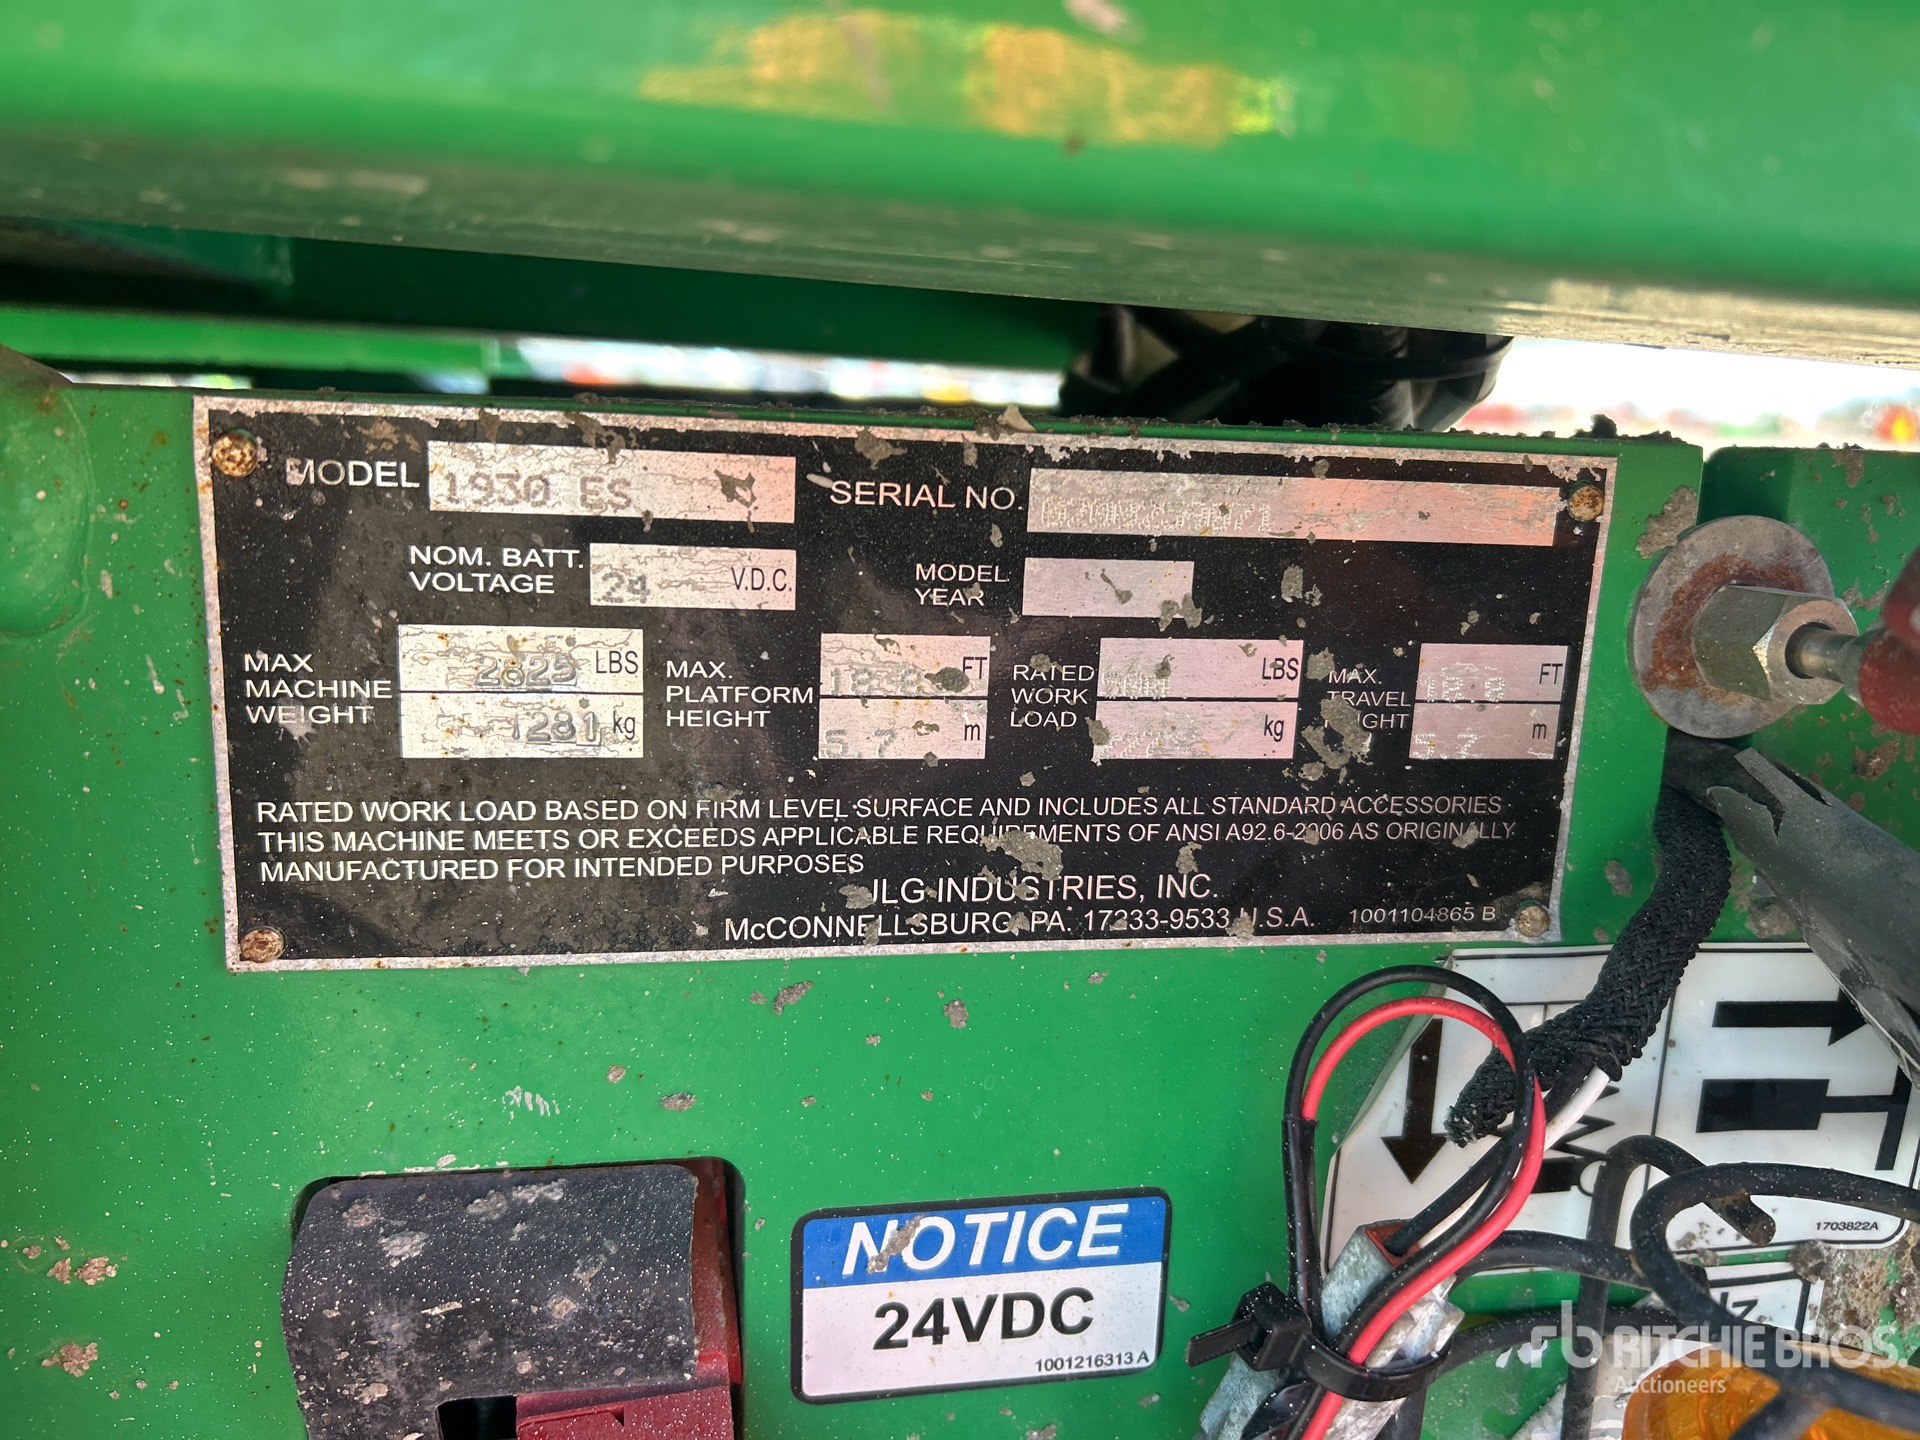 MODEL 1930 ES
SERIAL NO.
NOM. BATT. VOLTAGE 24 V.D.C.
MODEL YEAR
MAX MACHINE WEIGHT 2825 LBS
1281 kg
MAX. PLATFORM HEIGHT FT
5.7 m
RATED WORK LOAD LBS
kg
MAX. TRAVEL HEIGHT FT
5.7 m
RATED WORK LOAD BASED ON FIRM LEVEL SURFACE AND INCLUDES ALL STANDARD ACCESSORIES
THIS MACHINE MEETS OR EXCEEDS APPLICABLE REQUIREMENTS OF ANSI A92.6-2006 AS ORIGINALLY
MANUFACTURED FOR INTENDED PURPOSES
JLG INDUSTRIES, INC.
McCONNELLSBURG, PA. 17233-9533 U.S.A. 1001104865 B
NOTICE
24VDC
1001216313 A
1703822A
rb RITCHIE BROS.
Auctioneers